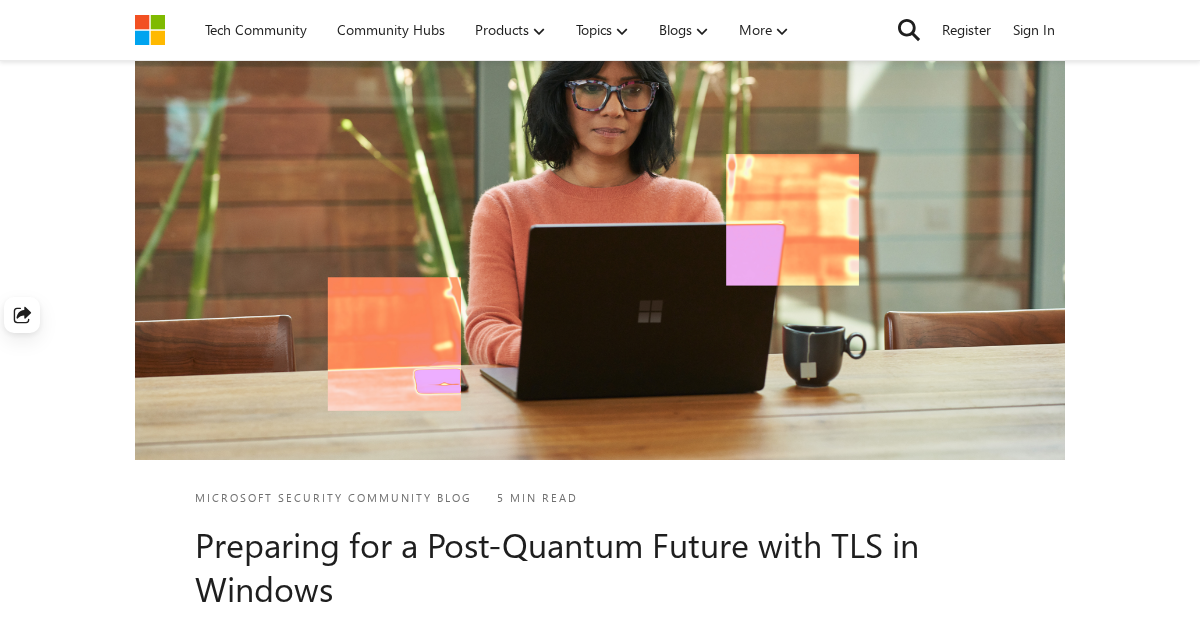 Tech Community Community Hubs Products Topics Blogs More Register Sign In
MICROSOFT SECURITY COMMUNITY BLOG 5 MIN READ
Preparing for a Post-Quantum Future with TLS in
Windows